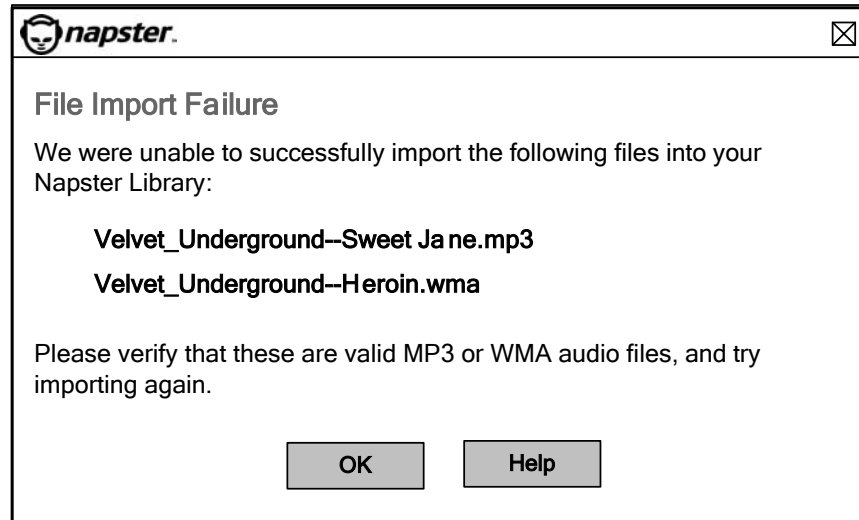 napster.
File Import Failure
We were unable to successfully import the following files into your
Napster Library:
Velvet_Underground--Sweet Jane.mp3
Velvet_Underground--Heroin.wma
Please verify that these are valid MP3 or WMA audio files, and try
importing again.
OK Help